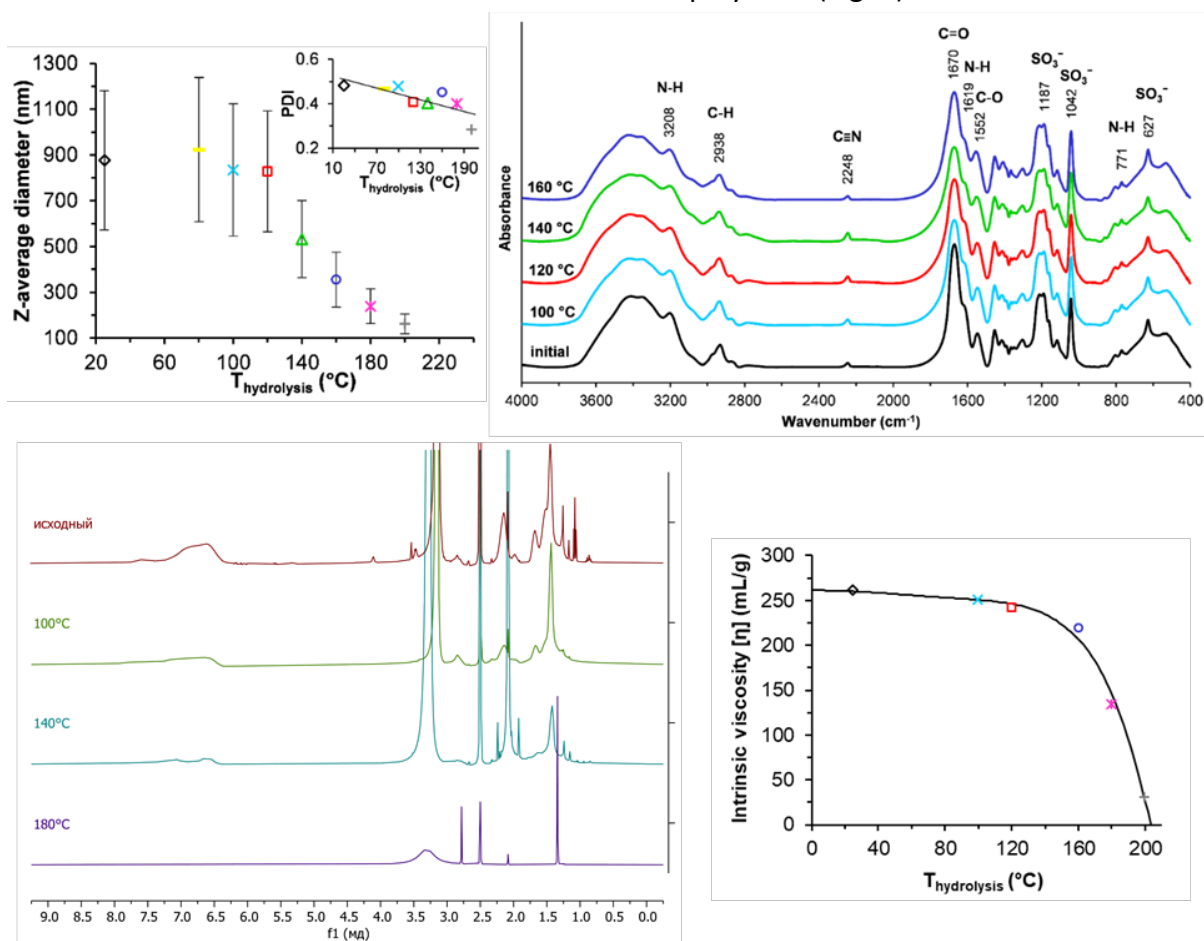 1300
1100
900
700
500
300
100
20
60
100
140
180
220
Z-average diameter (nm)
T hydrolysis (°C)
0.6
0.4
0.2
PDI
10
70
130
190
T hydrolysis (°C)
C=O
1670
N-H
1619
1552
C-O
SO₃⁻
1187
SO₃⁻
1042
N-H
771
SO₃⁻
627
N-H
3208
C-H
2938
C≡N
2248
160 °C
140 °C
120 °C
100 °C
initial
Absorbance
4000
3600
3200
2800
2400
2000
1600
1200
800
400
Wavenumber (cm⁻¹)
исходный
100°C
140°C
180°C
9.0
8.5
8.0
7.5
7.0
6.5
6.0
5.5
5.0
4.5
4.0
3.5
3.0
2.5
2.0
1.5
1.0
0.5
0.0
f1 (мд)
300
250
200
150
100
50
0
0
40
80
120
160
200
Intrinsic viscosity [η] (mL/g)
T hydrolysis (°C)